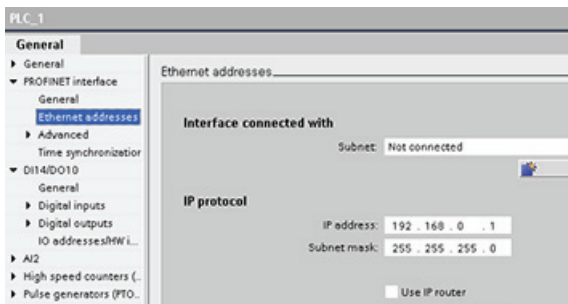 PLC_1
General
General
PROFINET interface
General
Ethernet addresses
Advanced
Time synchronization
DI14/DO10
General
Digital inputs
Digital outputs
IO addresses/HW i...
AI2
High speed counters (...
Pulse generators (PTO...
Ethernet addresses
Interface connected with
Subnet: Not connected
IP protocol
IP address: 192 . 168 . 0 . 1
Subnet mask: 255 . 255 . 255 . 0
Use IP router